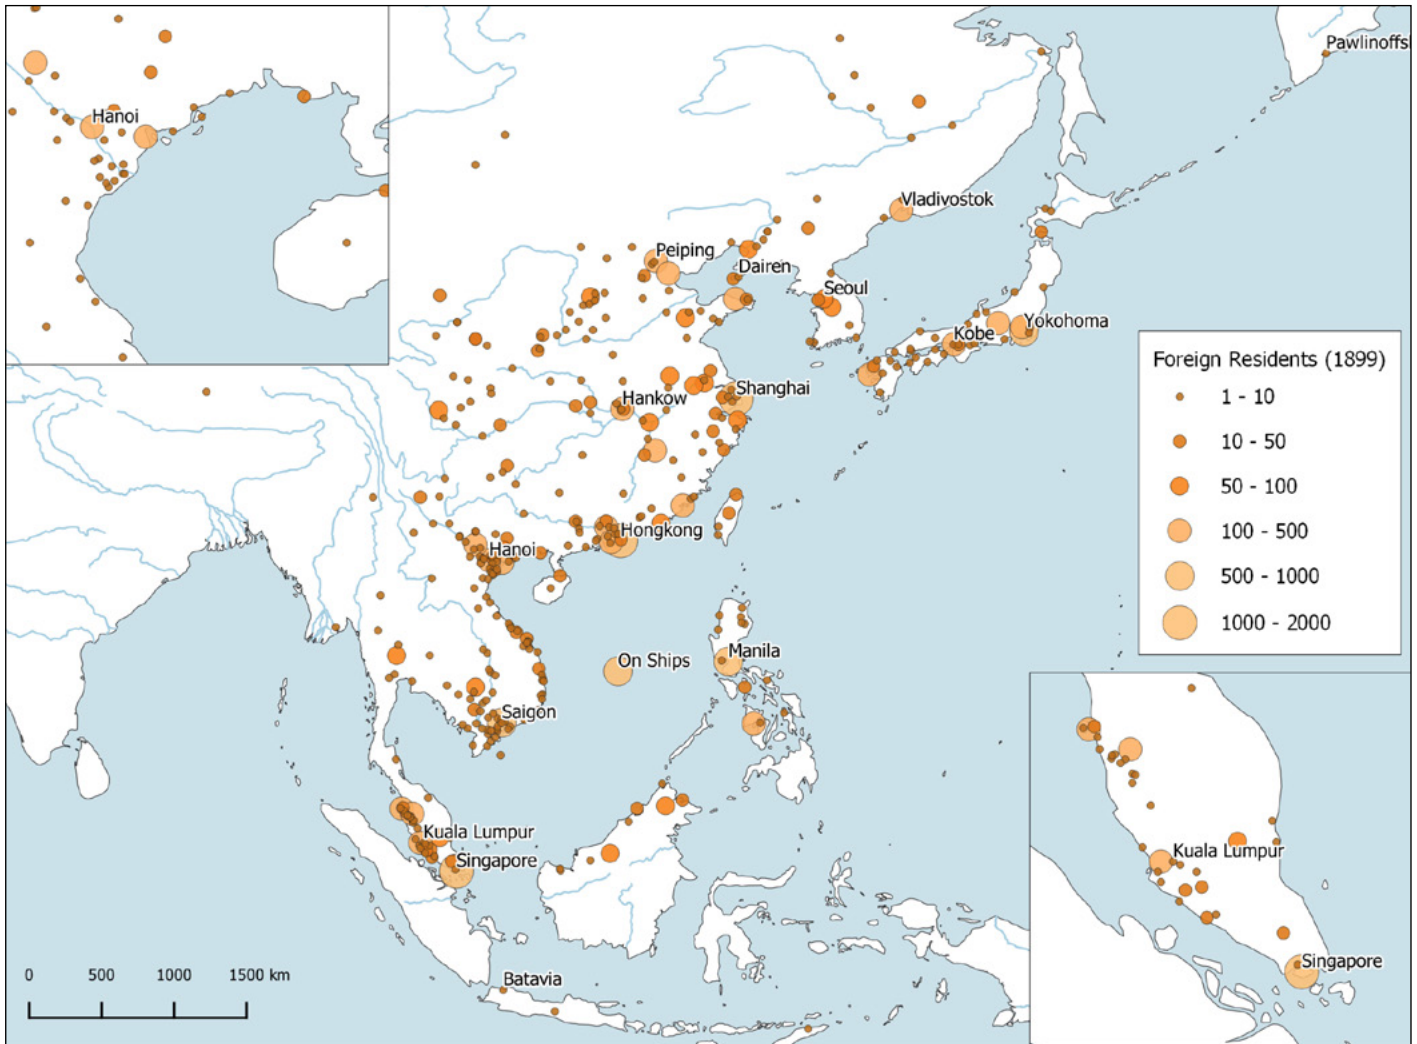 Pawlinoffsl
Hanoi
Vladivostok
Peiping
Dairen
Seoul
Yokohoma
Kobe
Shanghai
Hankow
Hongkong
Hanoi
On Ships
Manila
Saigon
Kuala Lumpur
Singapore
Batavia
Foreign Residents (1899)
1 - 10
10 - 50
50 - 100
100 - 500
500 - 1000
1000 - 2000
Kuala Lumpur
Singapore
0 500 1000 1500 km